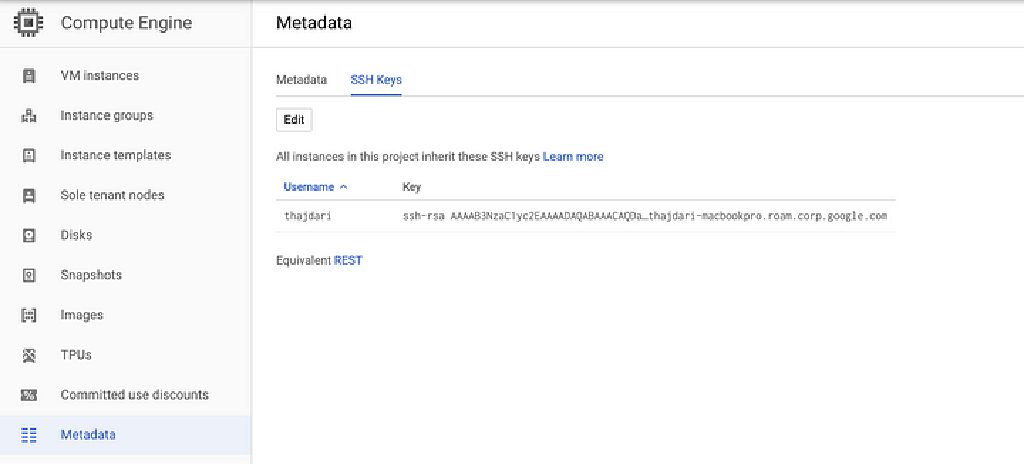 Compute Engine
Metadata
VM instances
Instance groups
Instance templates
Sole tenant nodes
Disks
Snapshots
Images
TPUs
Committed use discounts
Metadata
Metadata SSH Keys
Edit
All instances in this project inherit these SSH keys Learn more
Username Key
thajdari ssh-rsa AAAAB3NzaC1yc2EAAAADAQABAAACAQDa…thajdari-macbookpro.roam.corp.google.com
Equivalent REST